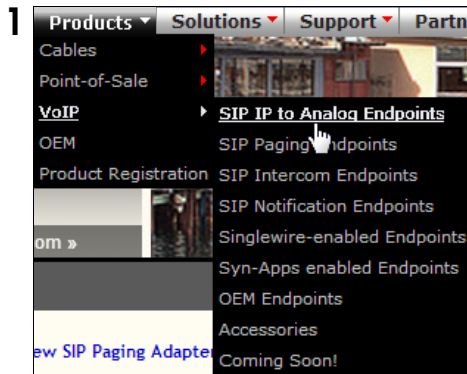 1
Products Solutions Support Partn
Cables
Point-of-Sale
VoIP
OEM
Product Registration
SIP IP to Analog Endpoints
SIP Paging Endpoints
SIP Intercom Endpoints
SIP Notification Endpoints
Singlewire-enabled Endpoints
Syn-Apps enabled Endpoints
OEM Endpoints
Accessories
Coming Soon!
om »
ew SIP Paging Adapte